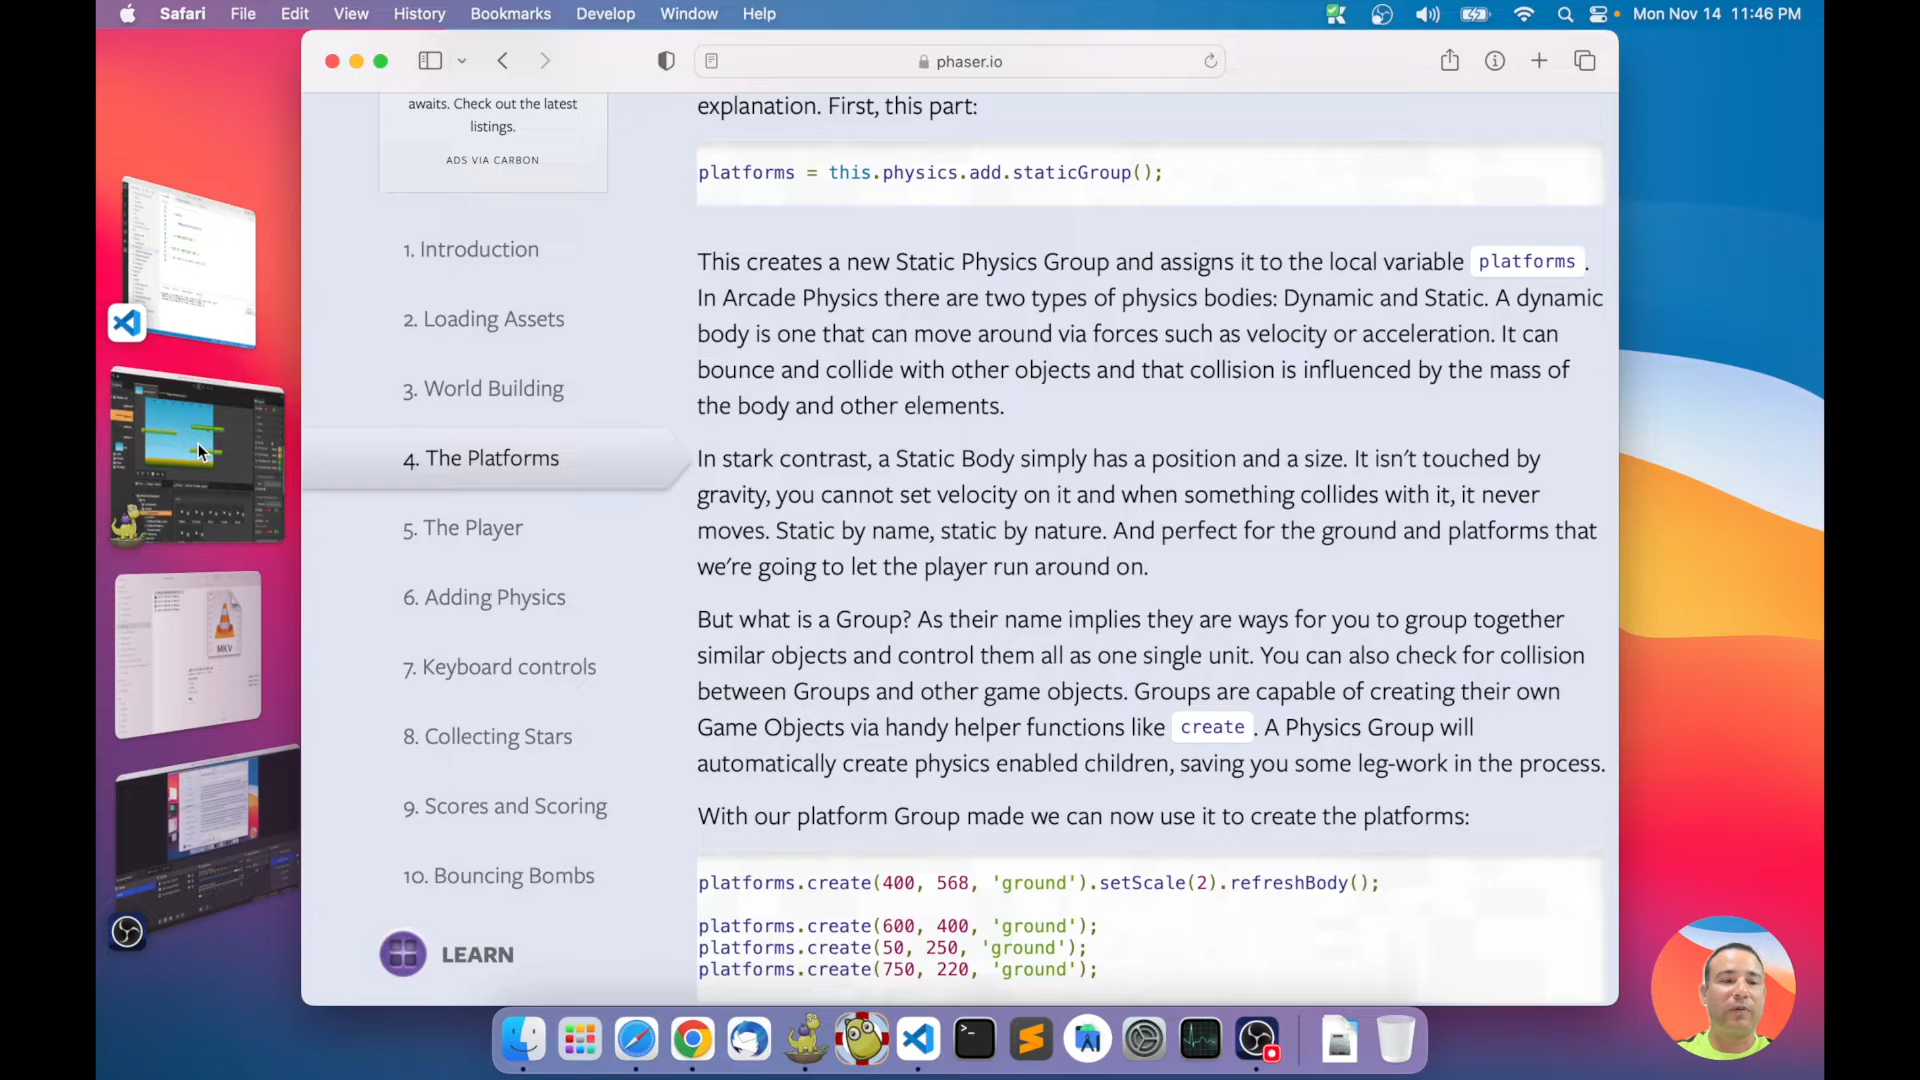 Safari File Edit View History Bookmarks Develop Window Help
Mon Nov 14 11:46 PM
phaser.io
awaits. Check out the latest
listings.
ADS VIA CARBON
1. Introduction
2. Loading Assets
3. World Building
4. The Platforms
5. The Player
6. Adding Physics
7. Keyboard controls
8. Collecting Stars
9. Scores and Scoring
10. Bouncing Bombs
LEARN
explanation. First, this part:
platforms = this.physics.add.staticGroup();
This creates a new Static Physics Group and assigns it to the local variable platforms .
In Arcade Physics there are two types of physics bodies: Dynamic and Static. A dynamic
body is one that can move around via forces such as velocity or acceleration. It can
bounce and collide with other objects and that collision is influenced by the mass of
the body and other elements.
In stark contrast, a Static Body simply has a position and a size. It isn't touched by
gravity, you cannot set velocity on it and when something collides with it, it never
moves. Static by name, static by nature. And perfect for the ground and platforms that
we're going to let the player run around on.
But what is a Group? As their name implies they are ways for you to group together
similar objects and control them all as one single unit. You can also check for collision
between Groups and other game objects. Groups are capable of creating their own
Game Objects via handy helper functions like create . A Physics Group will
automatically create physics enabled children, saving you some leg-work in the process.
With our platform Group made we can now use it to create the platforms:
platforms.create(400, 568, 'ground').setScale(2).refreshBody();
platforms.create(600, 400, 'ground');
platforms.create(50, 250, 'ground');
platforms.create(750, 220, 'ground');
MKV